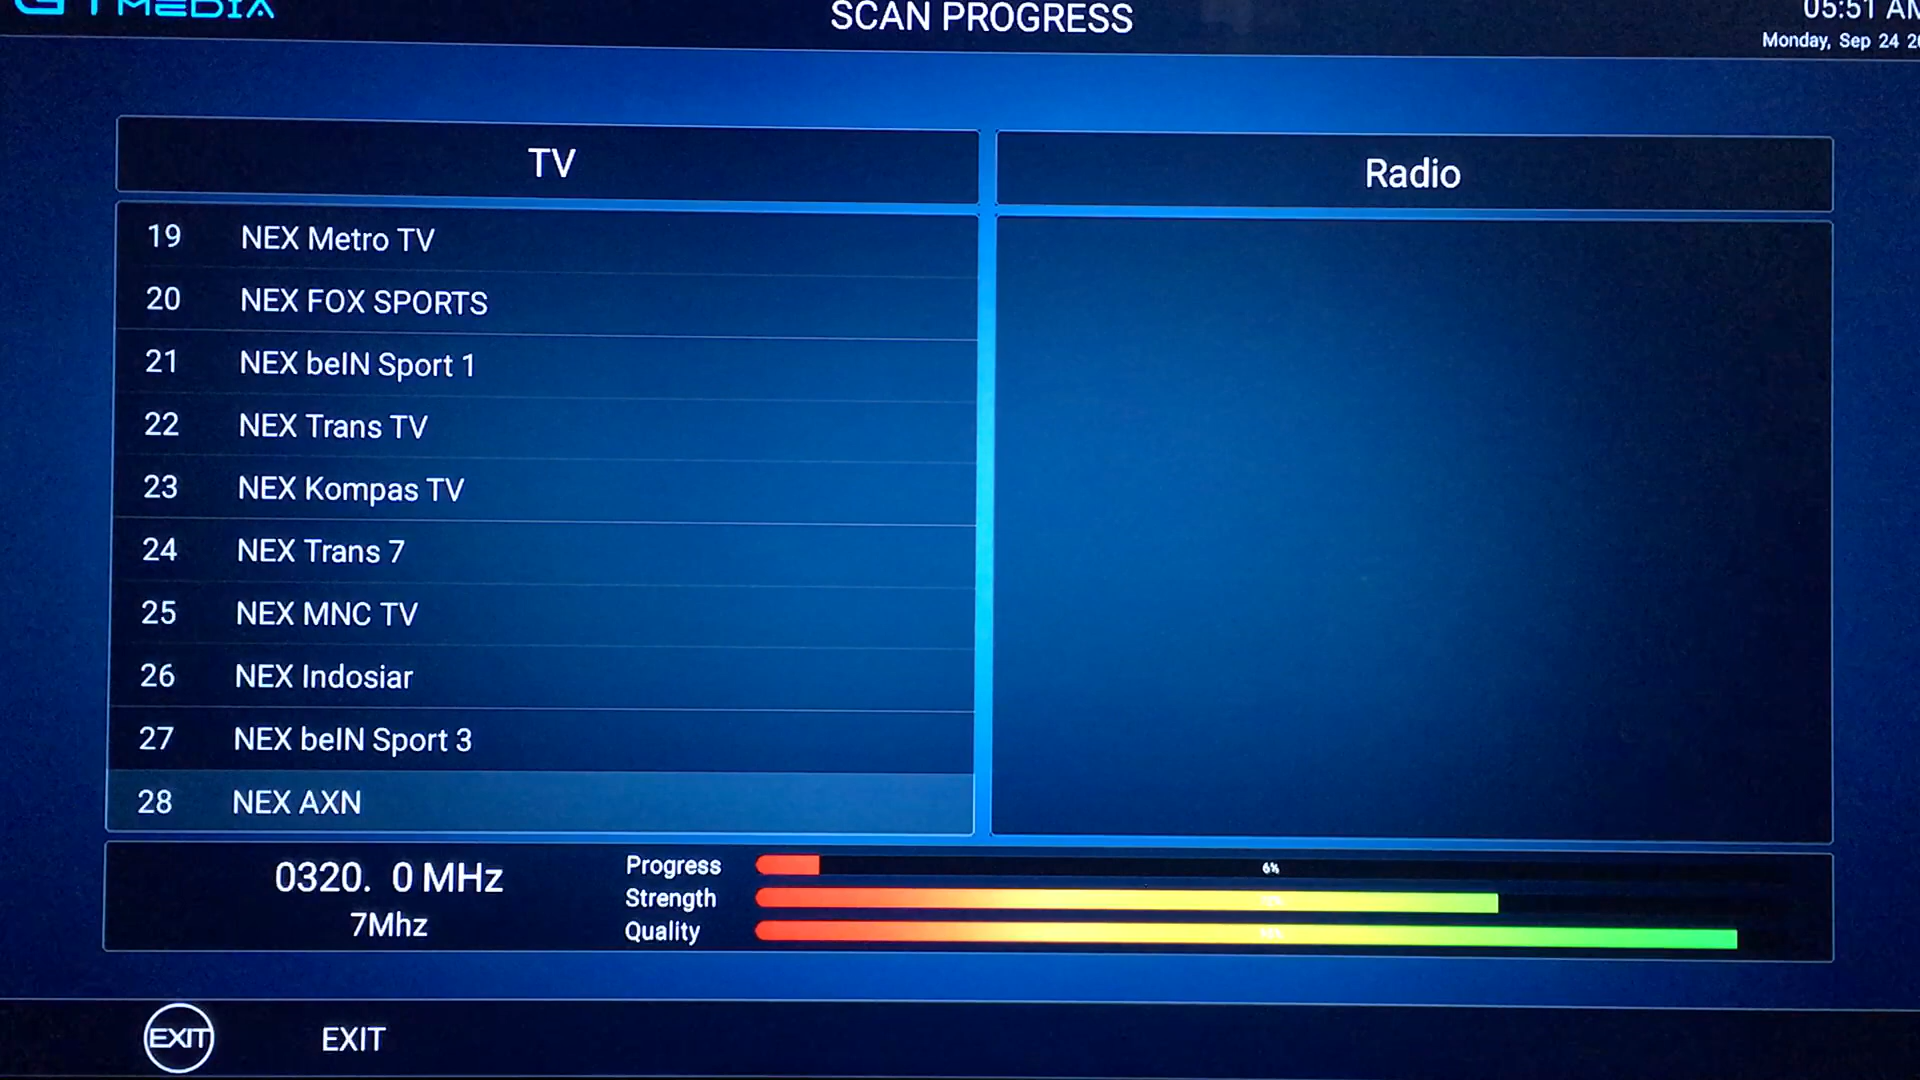 GTMEDIA
SCAN PROGRESS
05:51 AM
Monday, Sep 24
TV
Radio
19 NEX Metro TV
20 NEX FOX SPORTS
21 NEX beIN Sport 1
22 NEX Trans TV
23 NEX Kompas TV
24 NEX Trans 7
25 NEX MNC TV
26 NEX Indosiar
27 NEX beIN Sport 3
28 NEX AXN
0320. 0 MHz
7Mhz
Progress 6%
Strength
Quality
EXIT EXIT